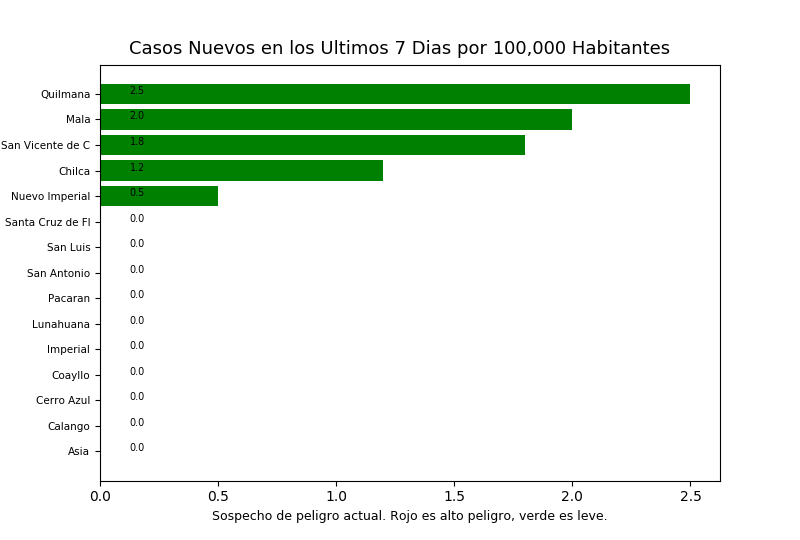 Casos Nuevos en los Ultimos 7 Dias por 100,000 Habitantes
Quilmana 2.5
Mala 2.0
San Vicente de C 1.8
Chilca 1.2
Nuevo Imperial 0.5
Santa Cruz de Fl 0.0
San Luis 0.0
San Antonio 0.0
Pacaran 0.0
Lunahuana 0.0
Imperial 0.0
Coayllo 0.0
Cerro Azul 0.0
Calango 0.0
Asia 0.0
0.0 0.5 1.0 1.5 2.0 2.5
Sospecho de peligro actual. Rojo es alto peligro, verde es leve.